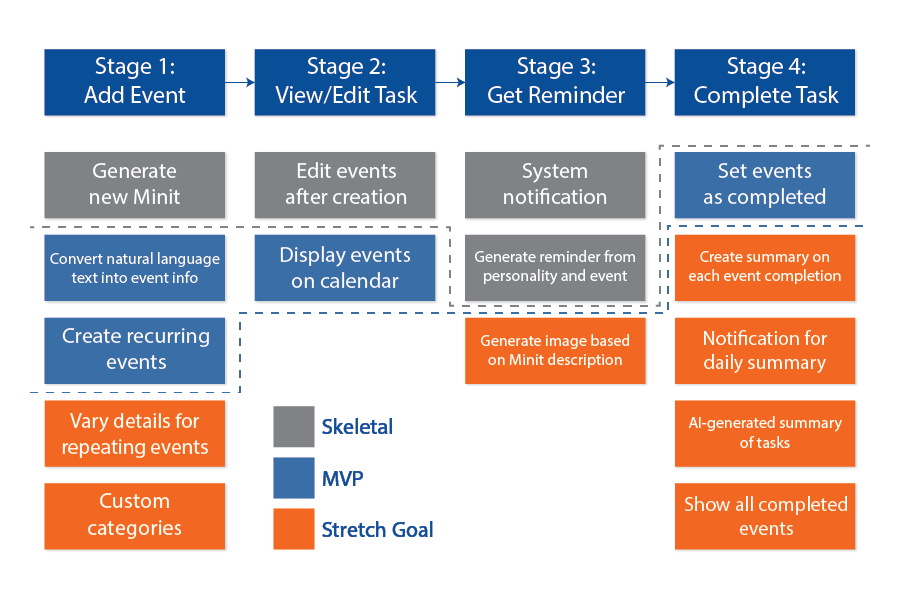 Stage 1:
Add Event
Stage 2:
View/Edit Task
Stage 3:
Get Reminder
Stage 4:
Complete Task
Generate
new Minit
Edit events
after creation
System
notification
Set events
as completed
Convert natural language
text into event info
Display events
on calendar
Generate reminder from
personality and event
Create summary on
each event completion
Create recurring
events
Generate image based
on Minit description
Notification for
daily summary
Vary details for
repeating events
AI-generated summary
of tasks
Custom
categories
Show all completed
events
Skeletal
MVP
Stretch Goal